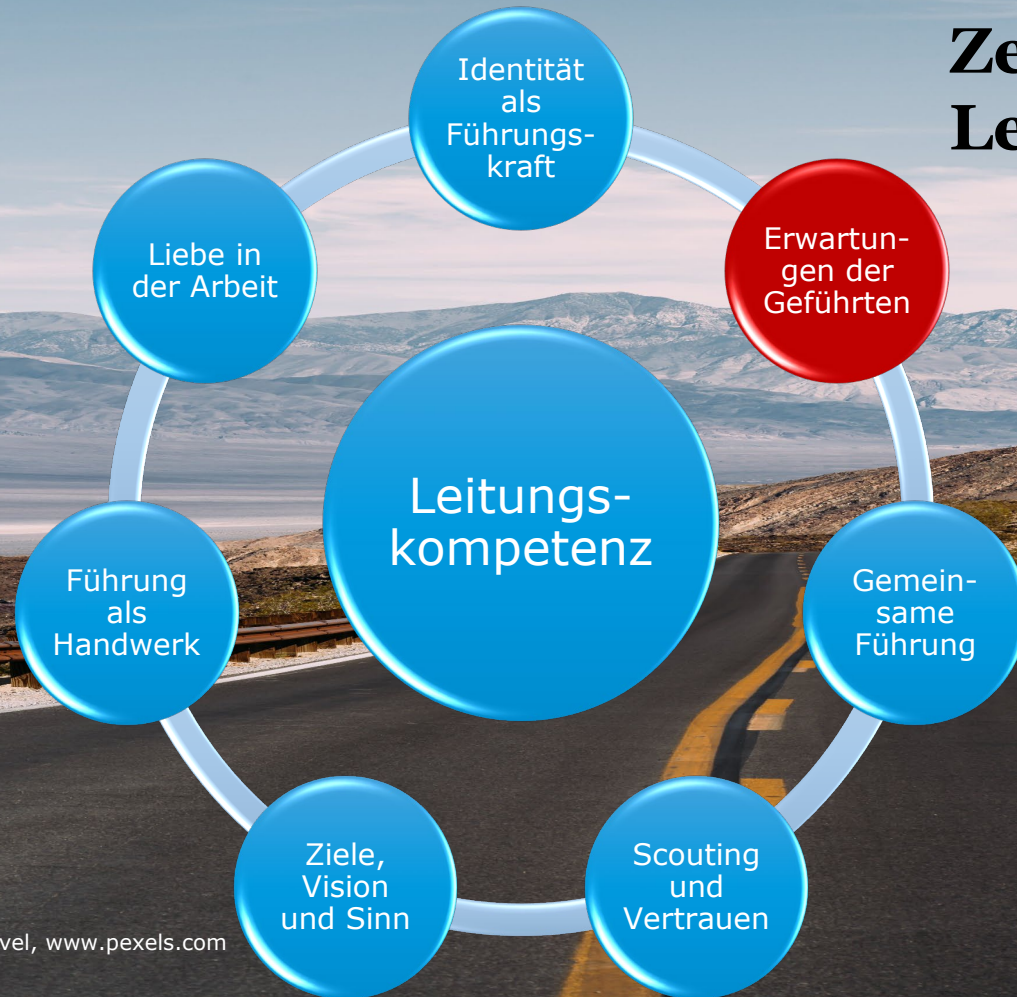 Ze
Le
Identität
als
Führungs-
kraft
Erwartun-
gen der
Geführten
Gemein-
same
Führung
Scouting
und
Vertrauen
Ziele,
Vision
und Sinn
Führung
als
Handwerk
Liebe in
der Arbeit
Leitungs-
kompetenz
vel, www.pexels.com